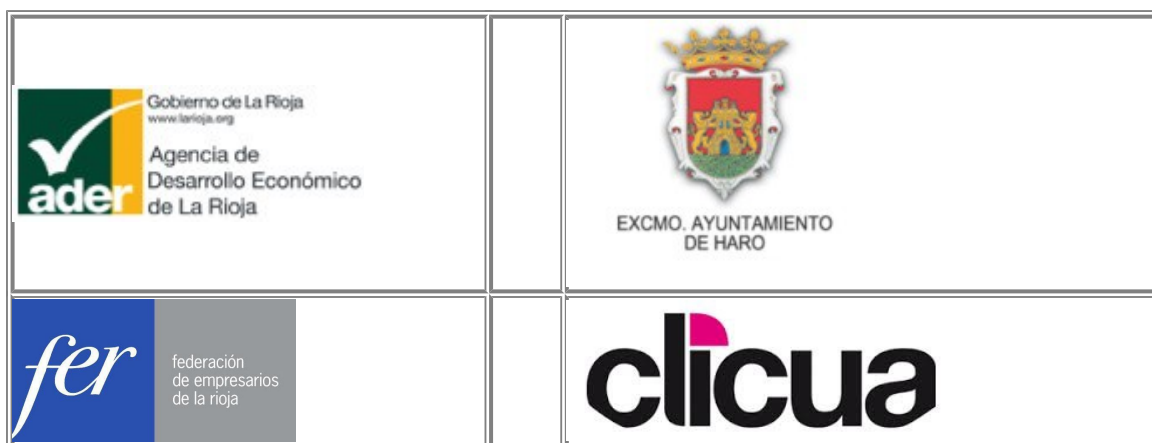 Gobierno de La Rioja
www.larioja.org
Agencia de
Desarrollo Económico
de La Rioja
ader
EXCMO. AYUNTAMIENTO
DE HARO
fer
federación
de empresarios
de la rioja
clicua